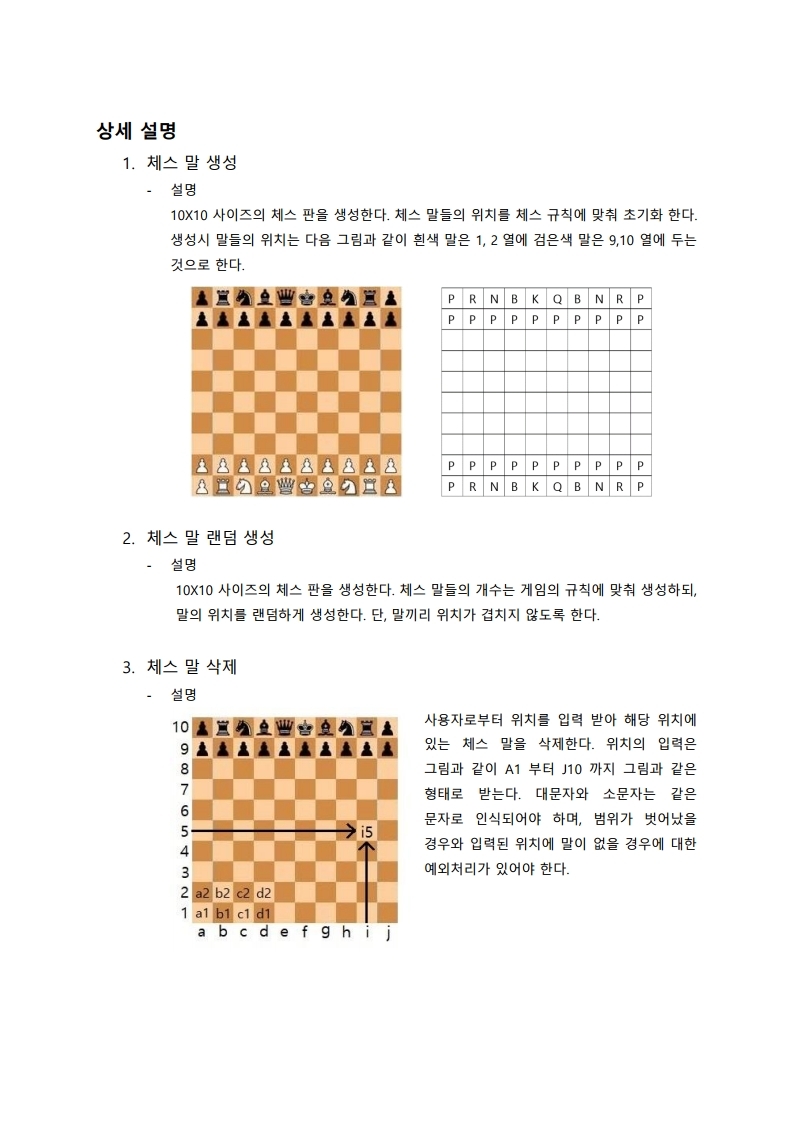 상세 설명
1. 체스 말 생성
- 설명
10X10 사이즈의 체스 판을 생성한다. 체스 말들의 위치를 체스 규칙에 맞춰 초기화 한다.
생성시 말들의 위치는 다음 그림과 같이 흰색 말은 1, 2 열에 검은색 말은 9,10 열에 두는
것으로 한다.
P R N B K Q B N R P
P P P P P P P P P P
P P P P P P P P P P
P R N B K Q B N R P
2. 체스 말 랜덤 생성
- 설명
10X10 사이즈의 체스 판을 생성한다. 체스 말들의 개수는 게임의 규칙에 맞춰 생성하되,
말의 위치를 랜덤하게 생성한다. 단, 말끼리 위치가 겁치지 않도록 한다.
3. 체스 말 삭제
- 설명
10
9
8
7
6
5 i5
4
3
2 a2 b2 c2 d2
1 a1 b1 c1 d1
a b c d e f g h i j
사용자로부터 위치를 입력 받아 해당 위치에
있는 체스 말을 삭제한다. 위치의 입력은
그림과 같이 A1 부터 J10 까지 그림과 같은
형태로 받는다. 대문자와 소문자는 같은
문자로 인식되어야 하며, 범위가 벗어났을
경우와 입력된 위치에 말이 없을 경우에 대한
예외처리가 있어야 한다.